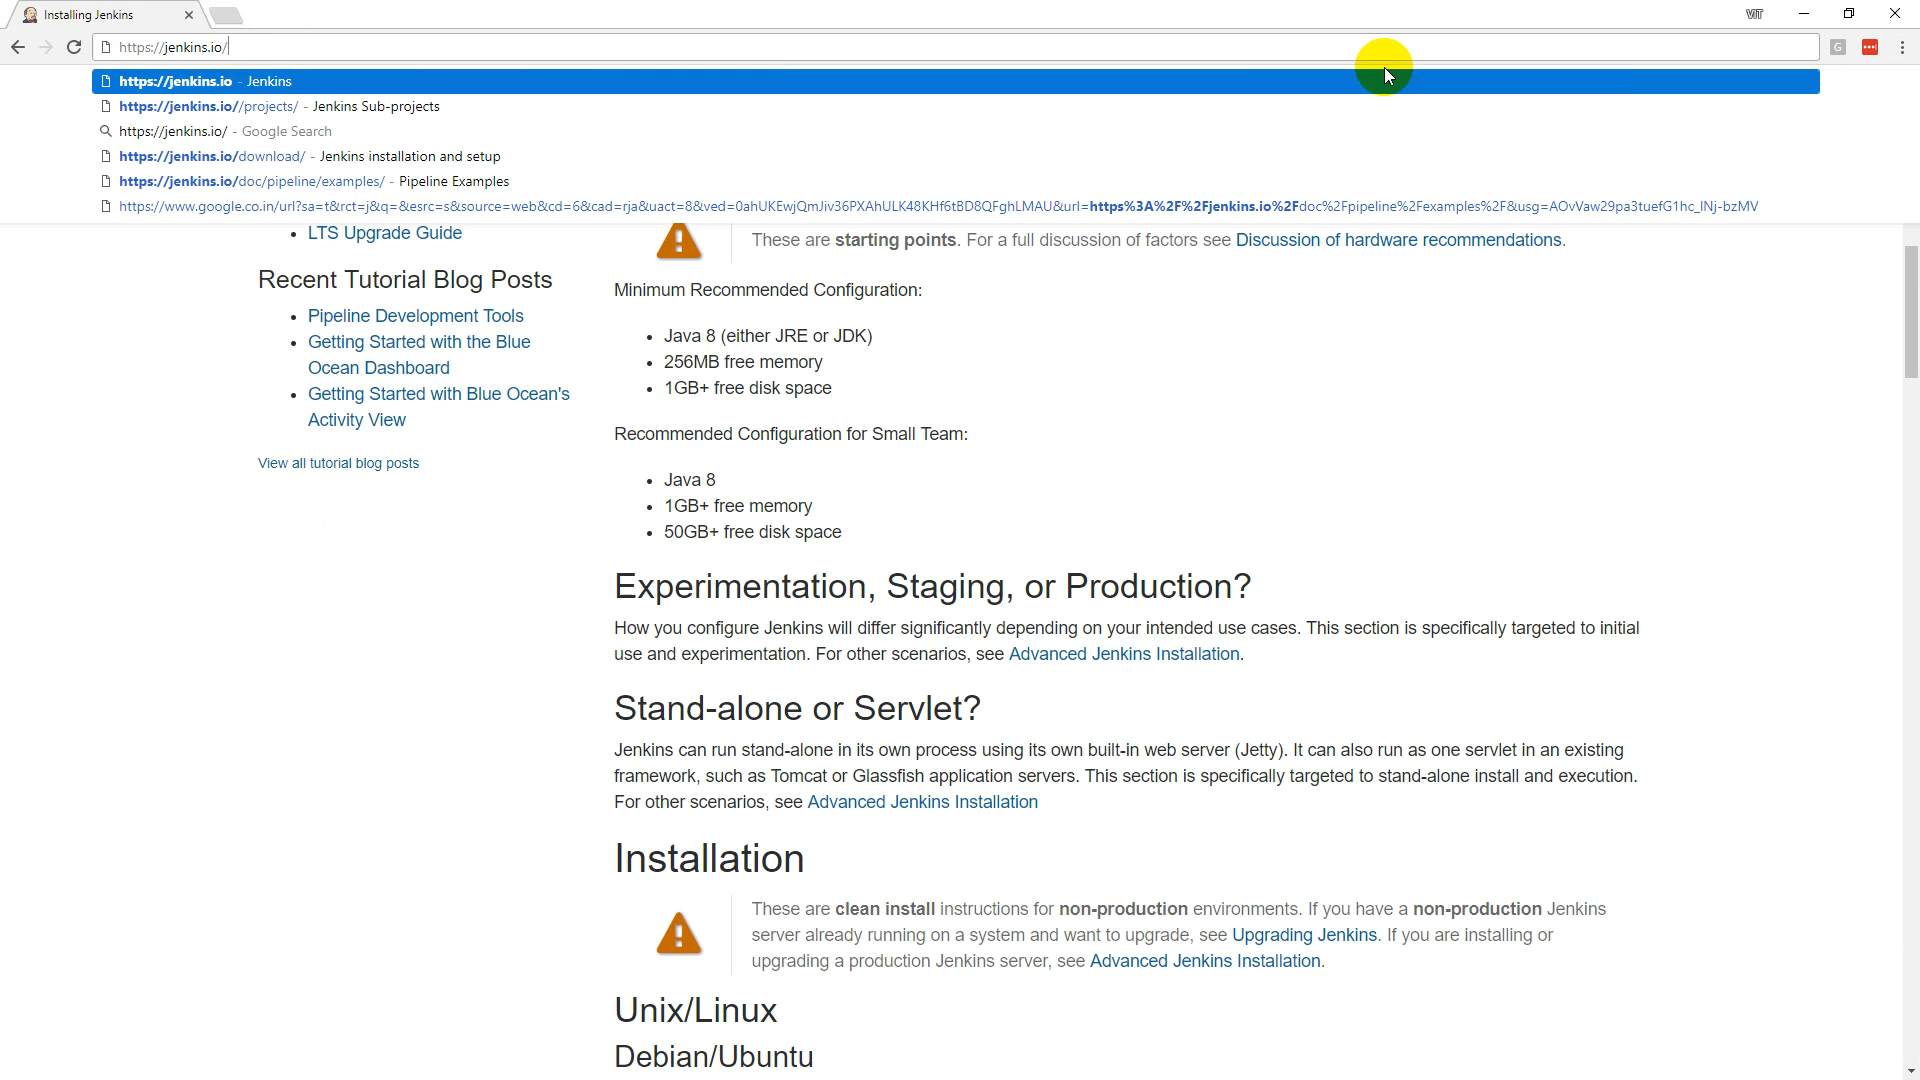 Installing Jenkins
VIT
https://jenkins.io/
https://jenkins.io - Jenkins
https://jenkins.io//projects/ - Jenkins Sub-projects
https://jenkins.io/ - Google Search
https://jenkins.io/download/ - Jenkins installation and setup
https://jenkins.io/doc/pipeline/examples/ - Pipeline Examples
https://www.google.co.in/url?sa=t&rct=j&q=&esrc=s&source=web&cd=6&cad=rja&uact=8&ved=0ahUKEwjQmJiv36PXAhULK48KHf6tBD8QFghLMAU&url=https%3A%2F%2Fjenkins.io%2Fdoc%2Fpipeline%2Fexamples%2F&usg=AOvVaw29pa3tuefG1hc_lNj-bzMV
LTS Upgrade Guide
Recent Tutorial Blog Posts
Pipeline Development Tools
Getting Started with the Blue
Ocean Dashboard
Getting Started with Blue Ocean's
Activity View
View all tutorial blog posts
These are starting points. For a full discussion of factors see Discussion of hardware recommendations.
Minimum Recommended Configuration:
Java 8 (either JRE or JDK)
256MB free memory
1GB+ free disk space
Recommended Configuration for Small Team:
Java 8
1GB+ free memory
50GB+ free disk space
Experimentation, Staging, or Production?
How you configure Jenkins will differ significantly depending on your intended use cases. This section is specifically targeted to initial
use and experimentation. For other scenarios, see Advanced Jenkins Installation.
Stand-alone or Servlet?
Jenkins can run stand-alone in its own process using its own built-in web server (Jetty). It can also run as one servlet in an existing
framework, such as Tomcat or Glassfish application servers. This section is specifically targeted to stand-alone install and execution.
For other scenarios, see Advanced Jenkins Installation
Installation
These are clean install instructions for non-production environments. If you have a non-production Jenkins
server already running on a system and want to upgrade, see Upgrading Jenkins. If you are installing or
upgrading a production Jenkins server, see Advanced Jenkins Installation.
Unix/Linux
Debian/Ubuntu